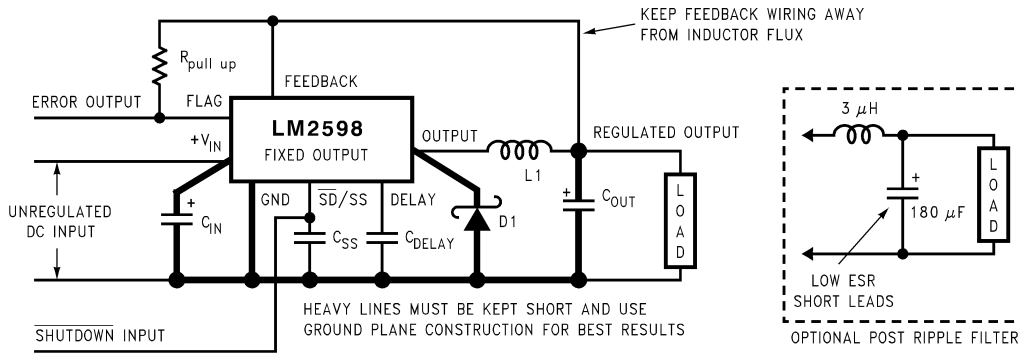 KEEP FEEDBACK WIRING AWAY
FROM INDUCTOR FLUX
Rpull up
FEEDBACK
ERROR OUTPUT
FLAG
3 μH
LM2598
FIXED OUTPUT
+VIN
OUTPUT
REGULATED OUTPUT
L1
UNREGULATED
DC INPUT
+
CIN
GND
S̅D̅/SS
DELAY
CSS
CDELAY
D1
+
COUT
LOAD
+
180 μF
LOAD
LOW ESR
SHORT LEADS
HEAVY LINES MUST BE KEPT SHORT AND USE
GROUND PLANE CONSTRUCTION FOR BEST RESULTS
S̅H̅U̅T̅D̅O̅W̅N̅ INPUT
OPTIONAL POST RIPPLE FILTER